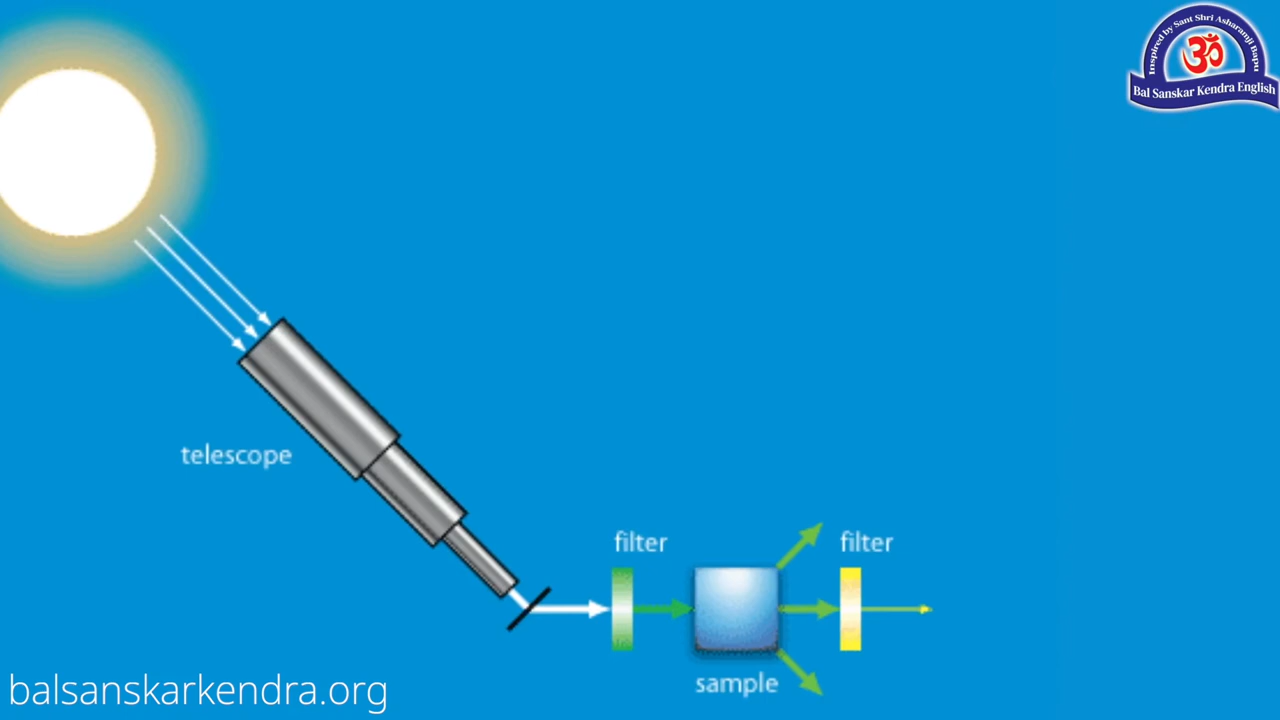 Inspired by Sant Shri Asharamji Bapu
ॐ
Bal Sanskar Kendra English
telescope
filter
filter
sample
balsanskarkendra.org